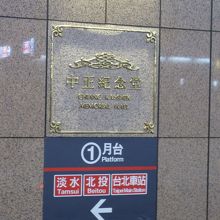 中正紀念堂
CHIANG KAI-SHEK
MEMORIAL HALL
1 月台
Platform
淡水 北投 台北車站
Tamsui Beitou Taipei Main Station